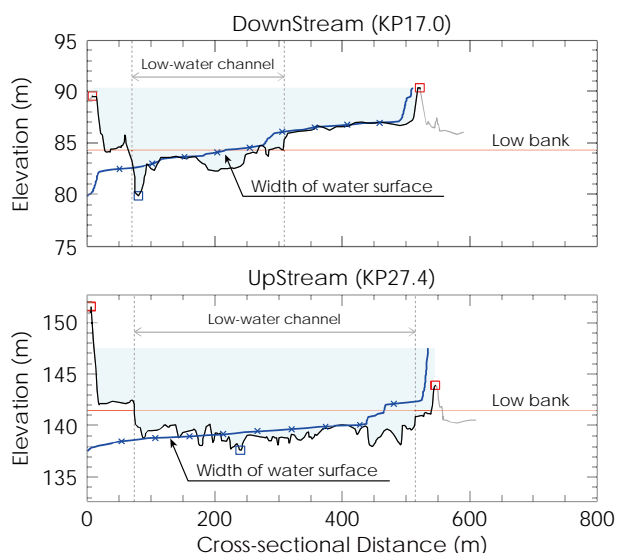 DownStream (KP17.0)
95
90
85
80
75
Elevation (m)
Low-water channel
Low bank
Width of water surface
UpStream (KP27.4)
150
145
140
135
Elevation (m)
Low-water channel
Low bank
Width of water surface
0
200
400
600
800
Cross-sectional Distance (m)